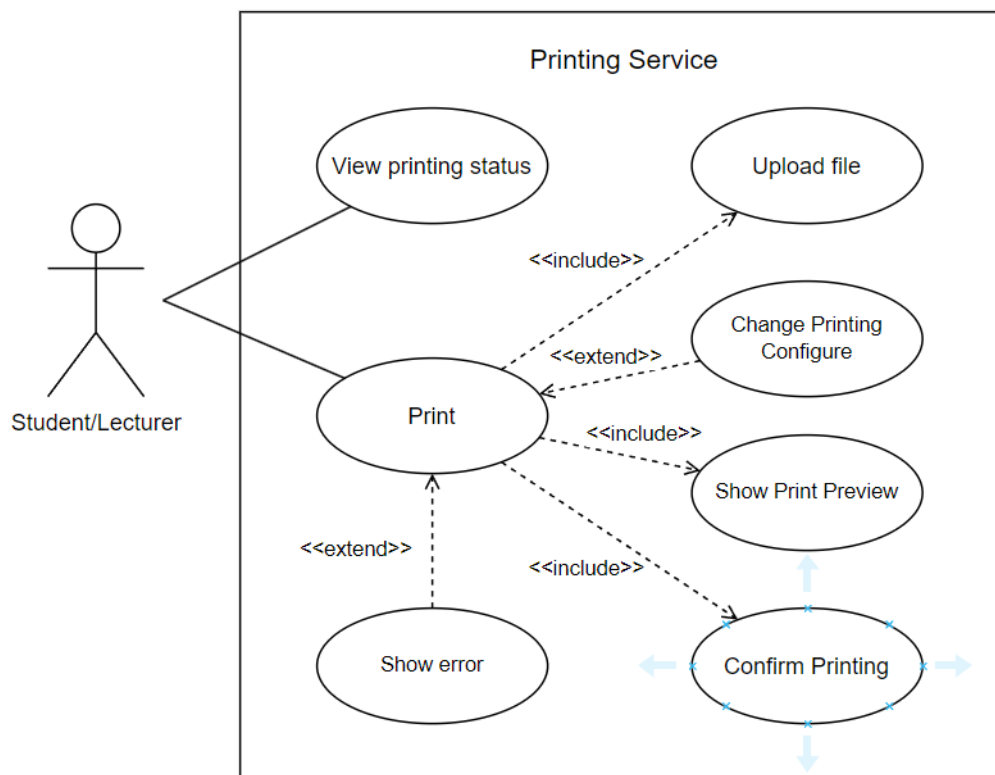 Printing Service
View printing status
Upload file
<<include>>
Change Printing
Configure
<<extend>>
Student/Lecturer
Print
<<include>>
Show Print Preview
<<extend>>
<<include>>
Show error
Confirm Printing